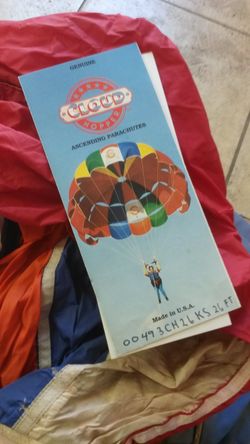 GENUINE
CLOUD
HOPPER
ASCENDING PARACHUTES
Made in U.S.A.
00493CH26KS 26FT